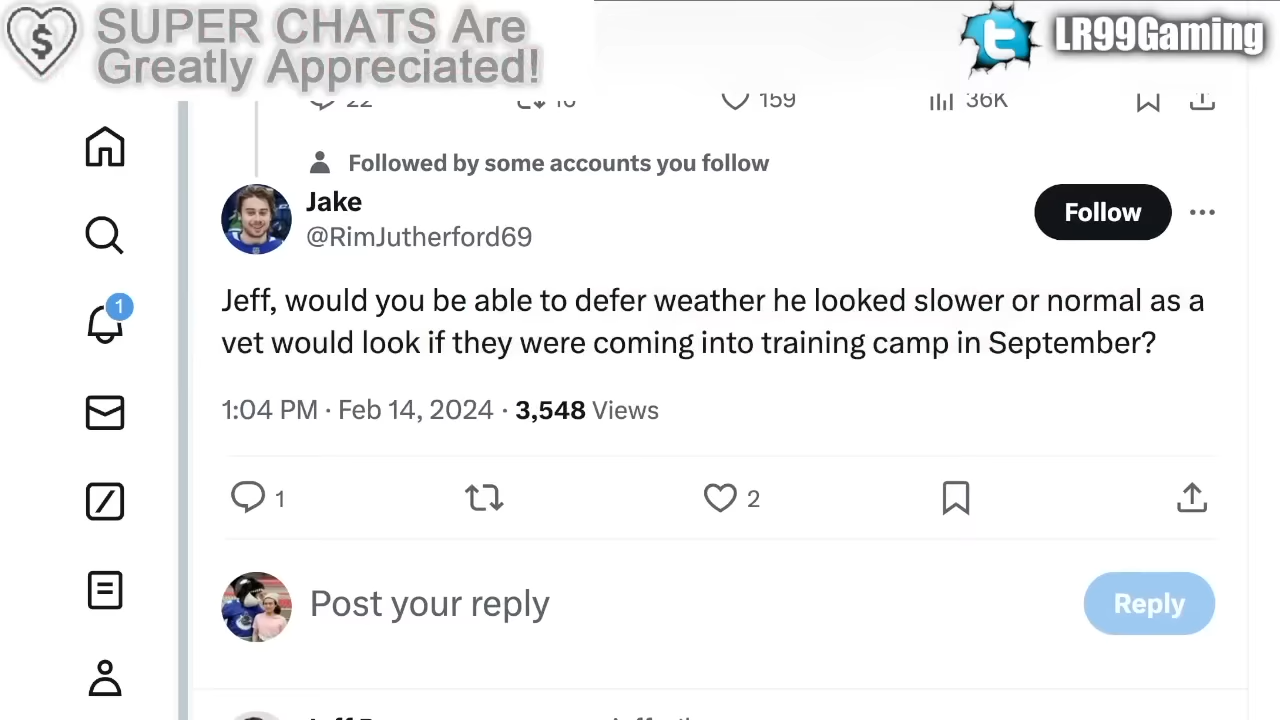 SUPER CHATS Are
Greatly Appreciated!
LR99Gaming
22
159
36K
Followed by some accounts you follow
Jake
Follow
@RimJutherford69
Jeff, would you be able to defer weather he looked slower or normal as a
vet would look if they were coming into training camp in September?
1
1:04 PM · Feb 14, 2024 · 3,548 Views
1
2
Post your reply
Reply